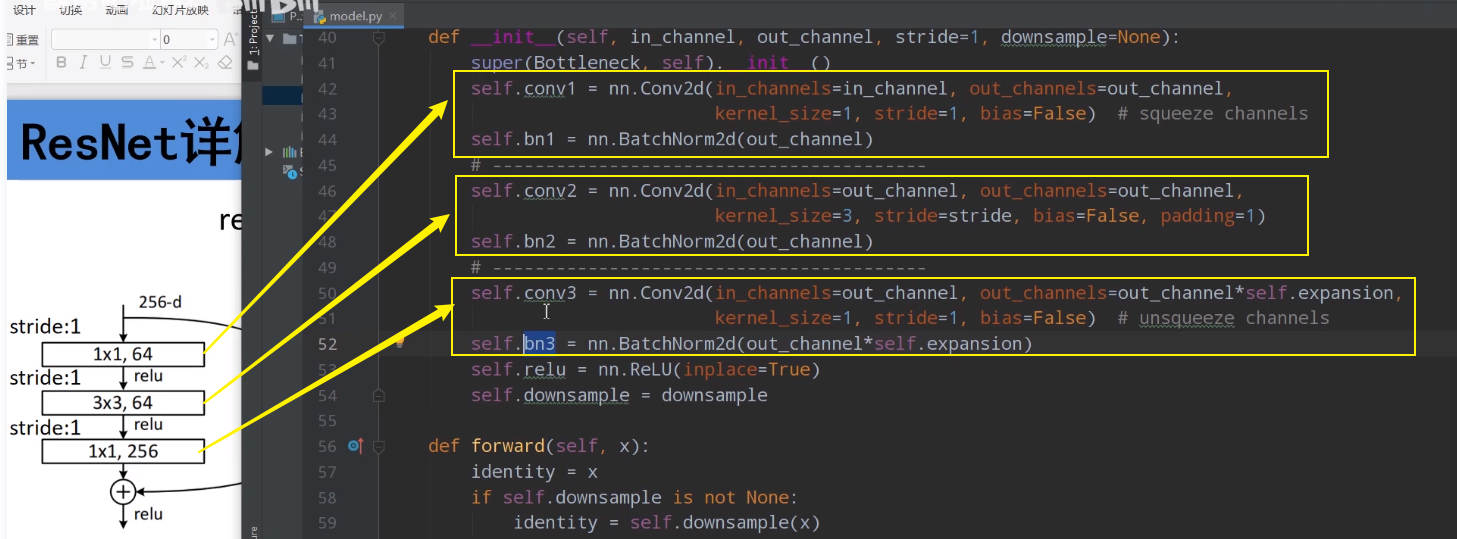 设计 切换 动画 幻灯片放映
重置 0 A
节 B I U S A X² X₂
ResNet详
re
256-d
stride:1
1x1, 64
relu
stride:1
3x3, 64
relu
stride:1
1x1, 256
relu
1: Project
P..
model.py
40 def __init__(self, in_channel, out_channel, stride=1, downsample=None):
41 super(Bottleneck, self).__init__()
42 self.conv1 = nn.Conv2d(in_channels=in_channel, out_channels=out_channel,
43 kernel_size=1, stride=1, bias=False)  # squeeze channels
44 self.bn1 = nn.BatchNorm2d(out_channel)
45 # -----------------------------------------
46 self.conv2 = nn.Conv2d(in_channels=out_channel, out_channels=out_channel,
47 kernel_size=3, stride=stride, bias=False, padding=1)
48 self.bn2 = nn.BatchNorm2d(out_channel)
49 # -----------------------------------------
50 self.conv3 = nn.Conv2d(in_channels=out_channel, out_channels=out_channel*self.expansion,
51 kernel_size=1, stride=1, bias=False)  # unsqueeze channels
52 self.bn3 = nn.BatchNorm2d(out_channel*self.expansion)
53 self.relu = nn.ReLU(inplace=True)
54 self.downsample = downsample
55
56 def forward(self, x):
57 identity = x
58 if self.downsample is not None:
59 identity = self.downsample(x)